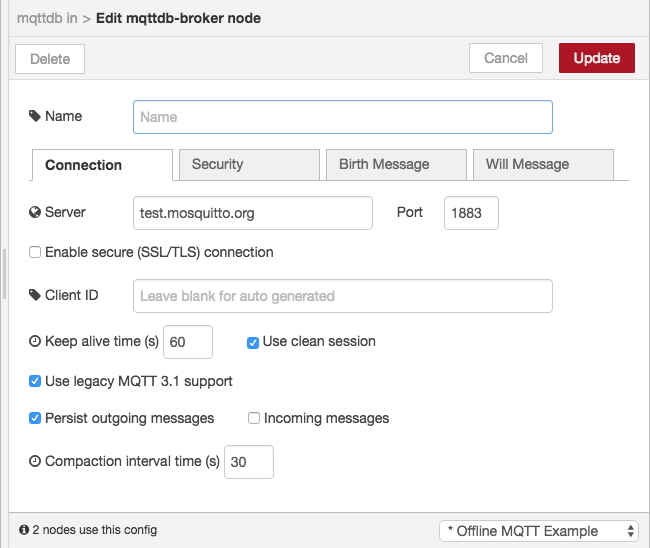 mqttdb in > Edit mqttdb-broker node
Delete Cancel Update
Name Name
Connection Security Birth Message Will Message
Server test.mosquitto.org Port 1883
Enable secure (SSL/TLS) connection
Client ID Leave blank for auto generated
Keep alive time (s) 60 Use clean session
Use legacy MQTT 3.1 support
Persist outgoing messages Incoming messages
Compaction interval time (s) 30
2 nodes use this config * Offline MQTT Example